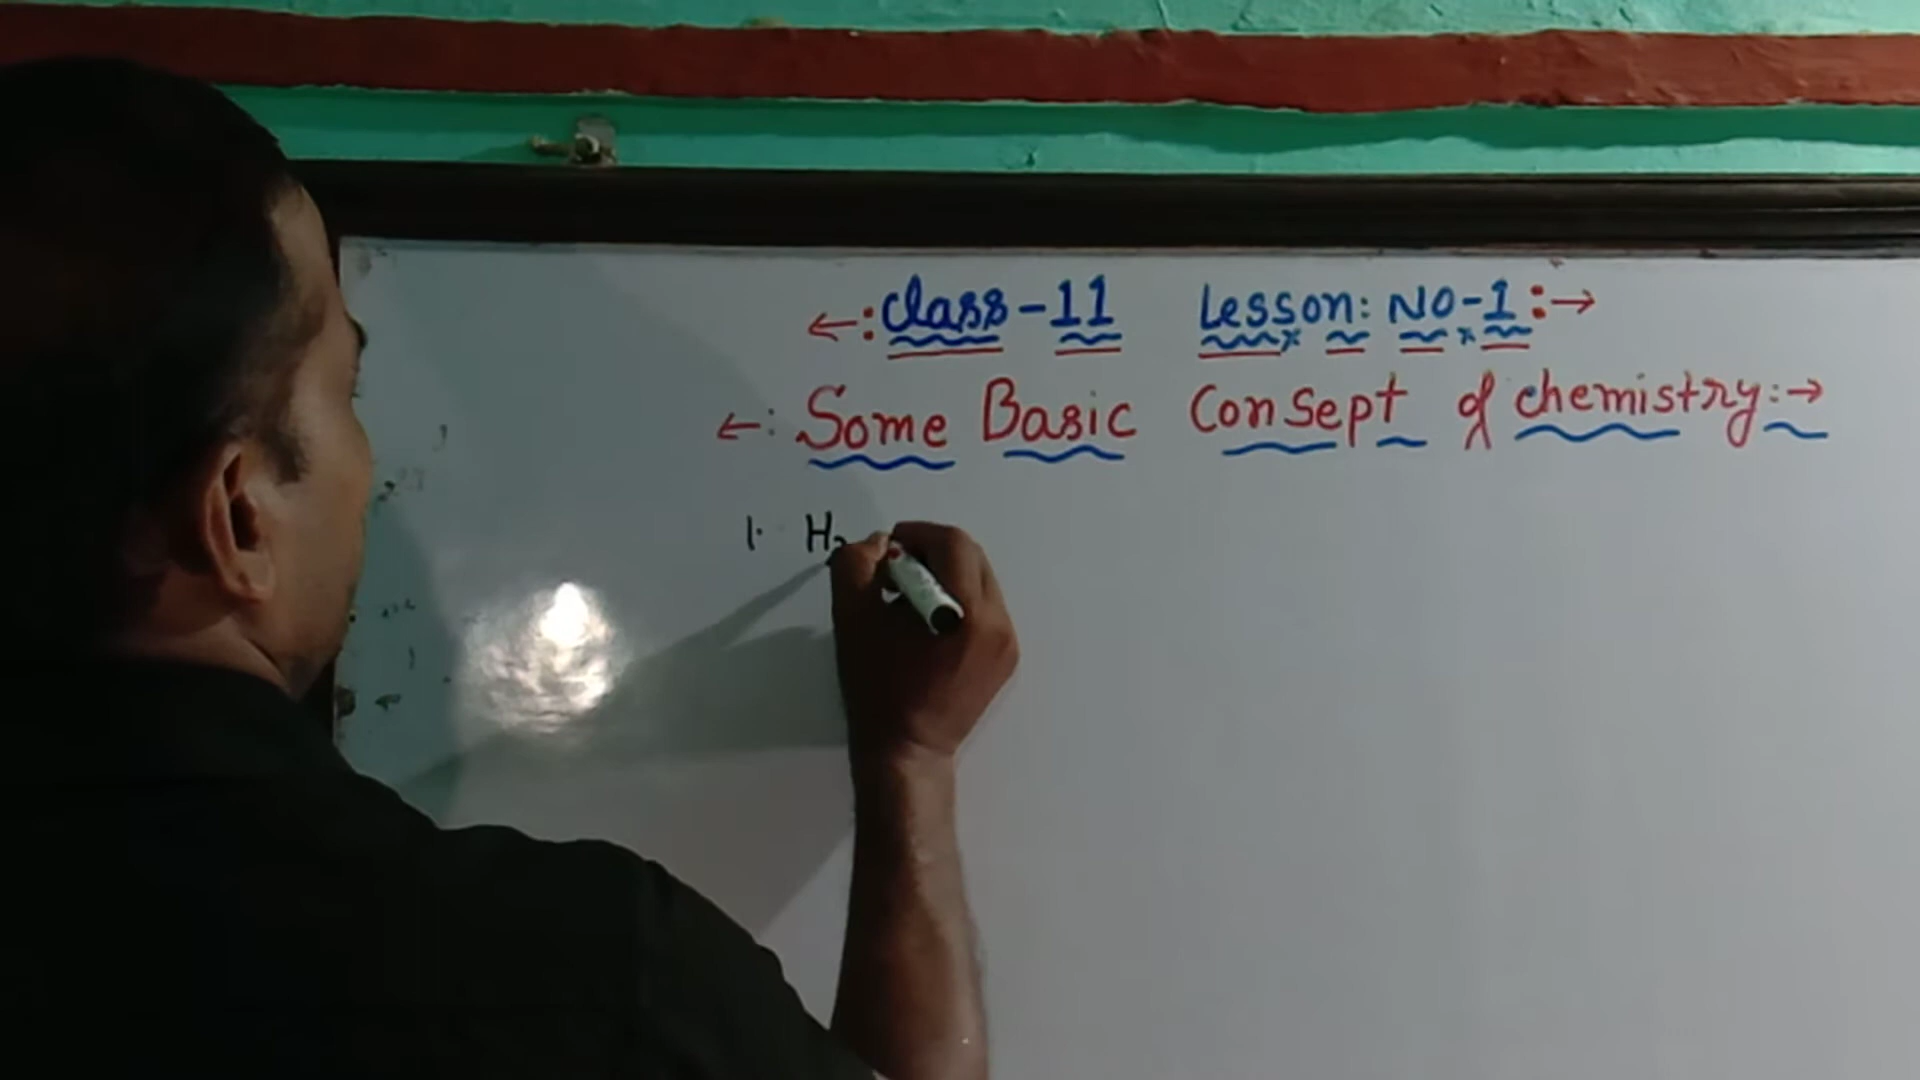 ←: Class-11 Lesson: No-1 :→
←: Some Basic Consept of chemistry:→
1. H2